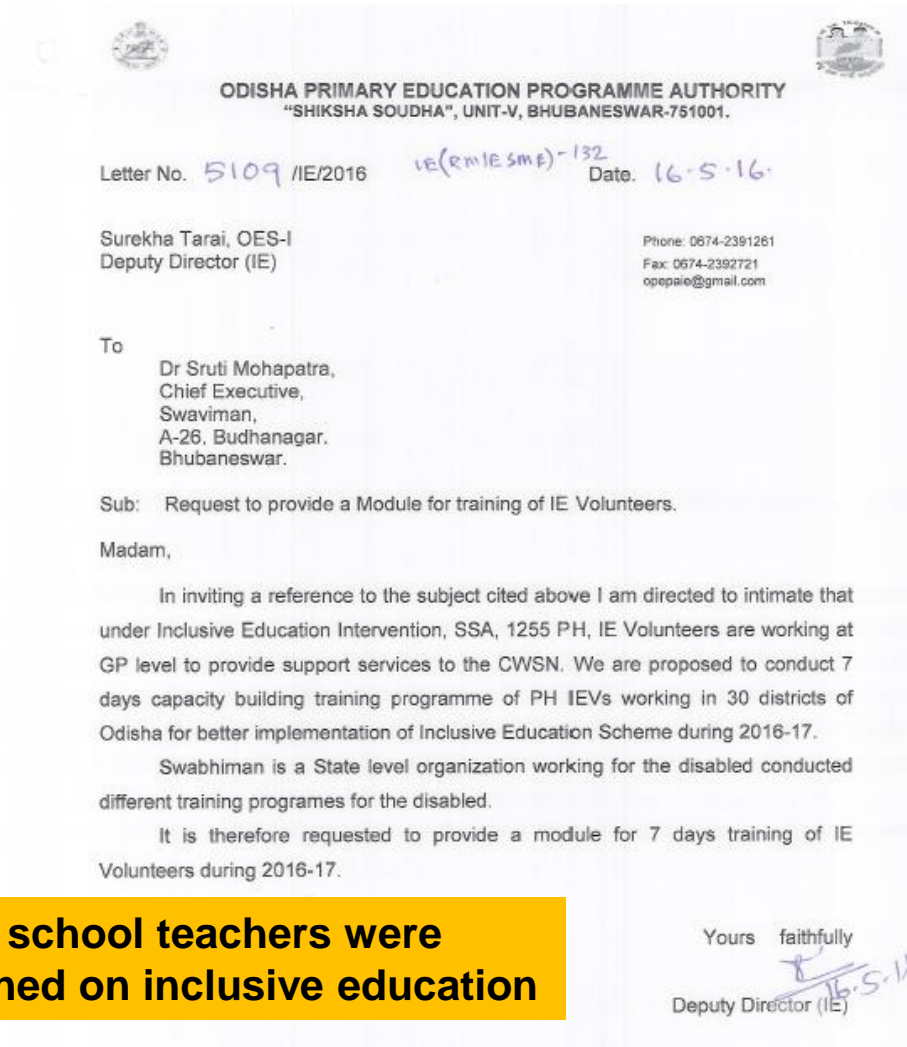 ODISHA PRIMARY EDUCATION PROGRAMME AUTHORITY
"SHIKSHA SOUDHA", UNIT-V, BHUBANESWAR-751001.
Letter No. 5109 /IE/2016 IE(RMIESME)-132 Date. 16.5.16.
Surekha Tarai, OES-I
Deputy Director (IE)
Phone: 0674-2391261
Fax: 0674-2392721
opepaie@gmail.com
To
Dr Sruti Mohapatra,
Chief Executive,
Swaviman,
A-26, Budhanagar.
Bhubaneswar.
Sub: Request to provide a Module for training of IE Volunteers.
Madam,
In inviting a reference to the subject cited above I am directed to intimate that
under Inclusive Education Intervention, SSA, 1255 PH, IE Volunteers are working at
GP level to provide support services to the CWSN. We are proposed to conduct 7
days capacity building training programme of PH IEVs working in 30 districts of
Odisha for better implementation of Inclusive Education Scheme during 2016-17.
Swabhiman is a State level organization working for the disabled conducted
different training programes for the disabled.
It is therefore requested to provide a module for 7 days training of IE
Volunteers during 2016-17.
school teachers were
ned on inclusive education
Yours faithfully
16.5.1
Deputy Director (IE)